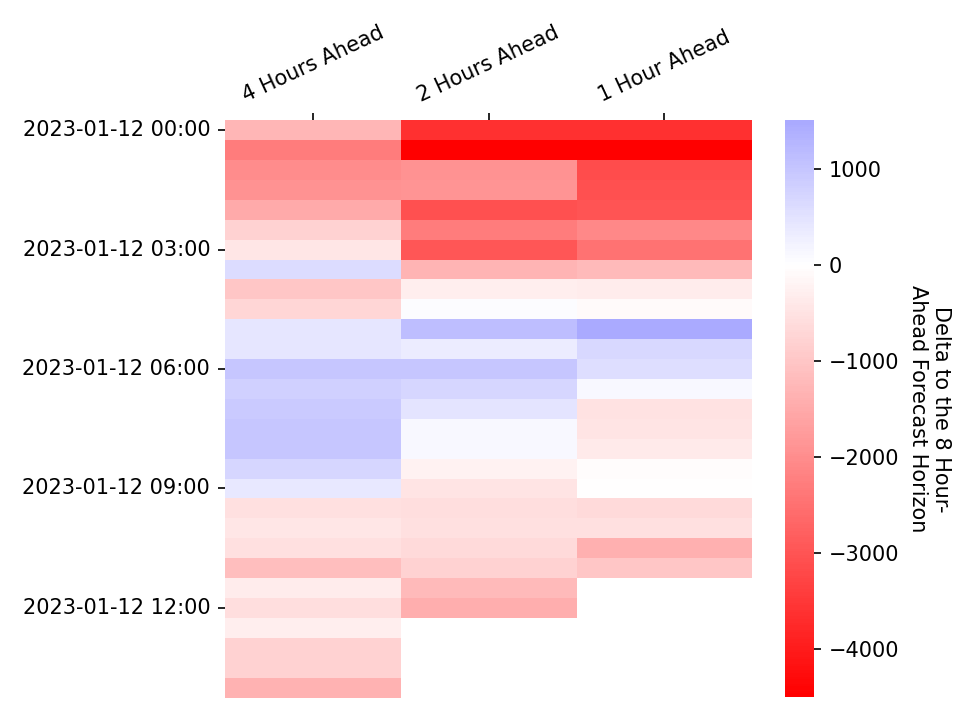 4 Hours Ahead
2 Hours Ahead
1 Hour Ahead
2023-01-12 00:00
2023-01-12 03:00
2023-01-12 06:00
2023-01-12 09:00
2023-01-12 12:00
1000
0
−1000
−2000
−3000
−4000
Delta to the 8 Hour-
Ahead Forecast Horizon